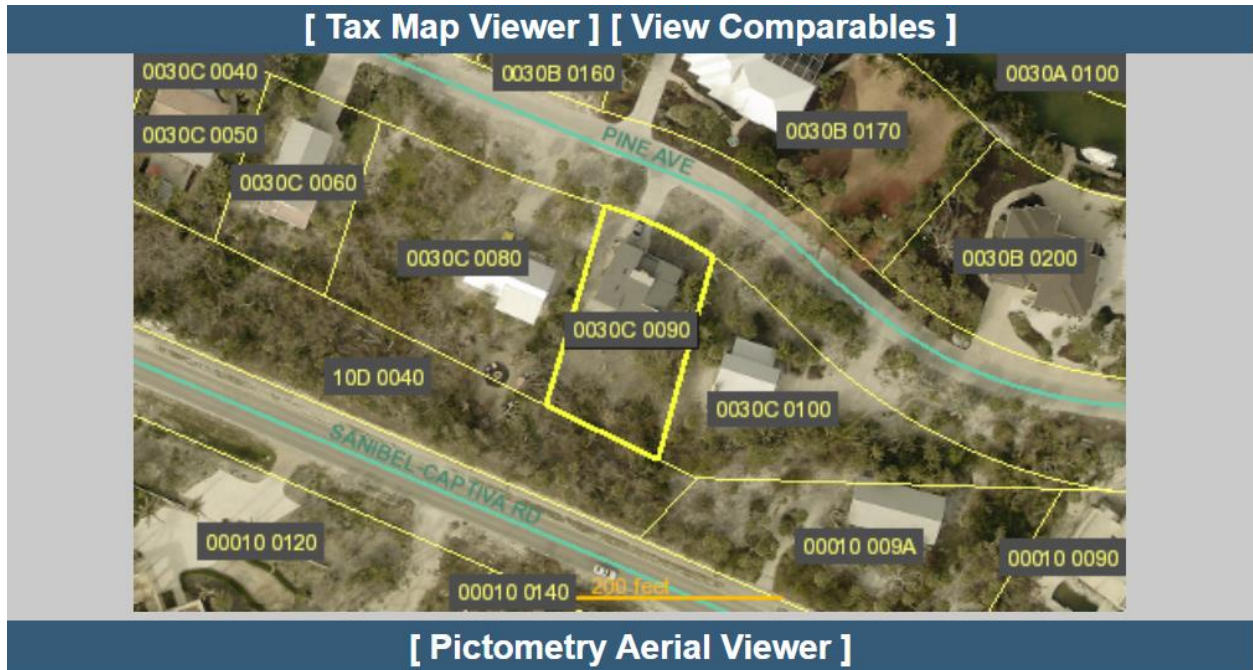 [ Tax Map Viewer ] [ View Comparables ]
0030C 0040
0030B 0160
0030A 0100
0030C 0050
PINE AVE
0030B 0170
0030C 0060
0030C 0080
0030B 0200
0030C 0090
10D 0040
0030C 0100
SANIBEL CAPTIVA RD
00010 0120
00010 009A
00010 0090
00010 0140
200 feet
[ Pictometry Aerial Viewer ]